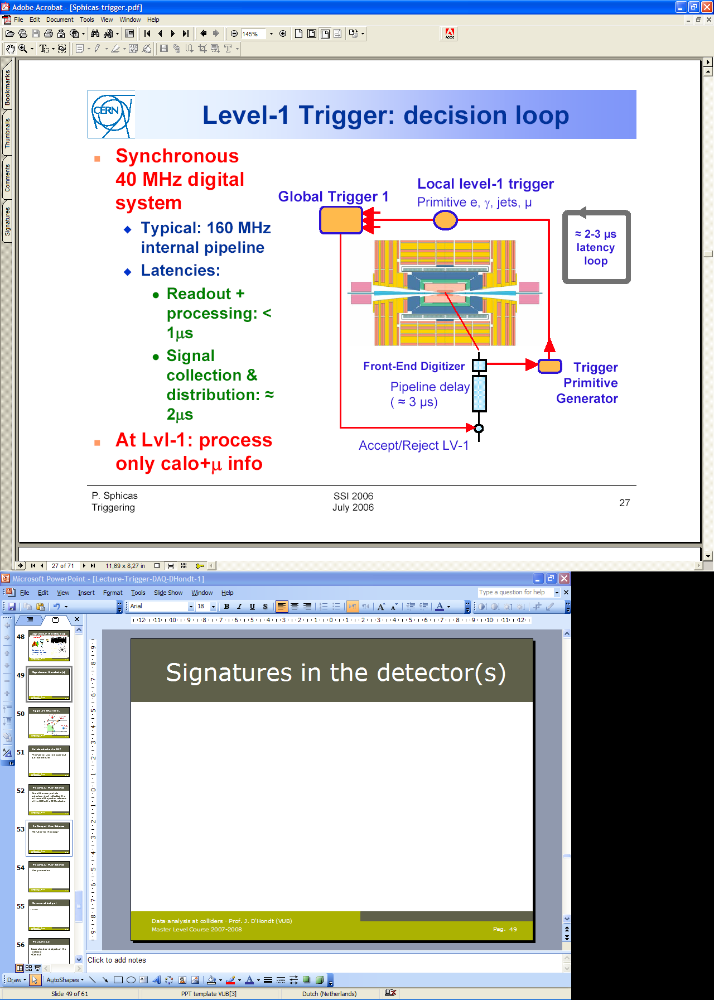 Adobe Acrobat - [Sphicas-trigger.pdf]
File Edit Document Tools View Window Help
145%
Bookmarks
Thumbnails
Comments
Signatures
CERN
Level-1 Trigger: decision loop
Synchronous
40 MHz digital
system
Typical: 160 MHz
internal pipeline
Latencies:
Readout +
processing: <
1μs
Signal
collection &
distribution: ≈
2μs
At Lvl-1: process
only calo+μ info
Global Trigger 1
Local level-1 trigger
Primitive e, γ, jets, μ
≈ 2-3 μs
latency
loop
Front-End Digitizer
Pipeline delay
( ≈ 3 μs)
Trigger
Primitive
Generator
Accept/Reject LV-1
P. Sphicas
Triggering
SSI 2006
July 2006
27
27 of 71
11,69 x 8,27 in
Microsoft PowerPoint - [Lecture-Trigger-DAQ-DHondt-1]
File Edit View Insert Format Tools Slide Show Window Help
Type a question for help
Arial 18
48
49
50
51
52
53
54
55
56
Signatures in the detector(s)
Data-analysis at colliders - Prof. J. D'Hondt (VUB)
Master Level Course 2007-2008
Pag. 49
Click to add notes
Draw AutoShapes
Slide 49 of 61
PPT template VUB[3]
Dutch (Netherlands)